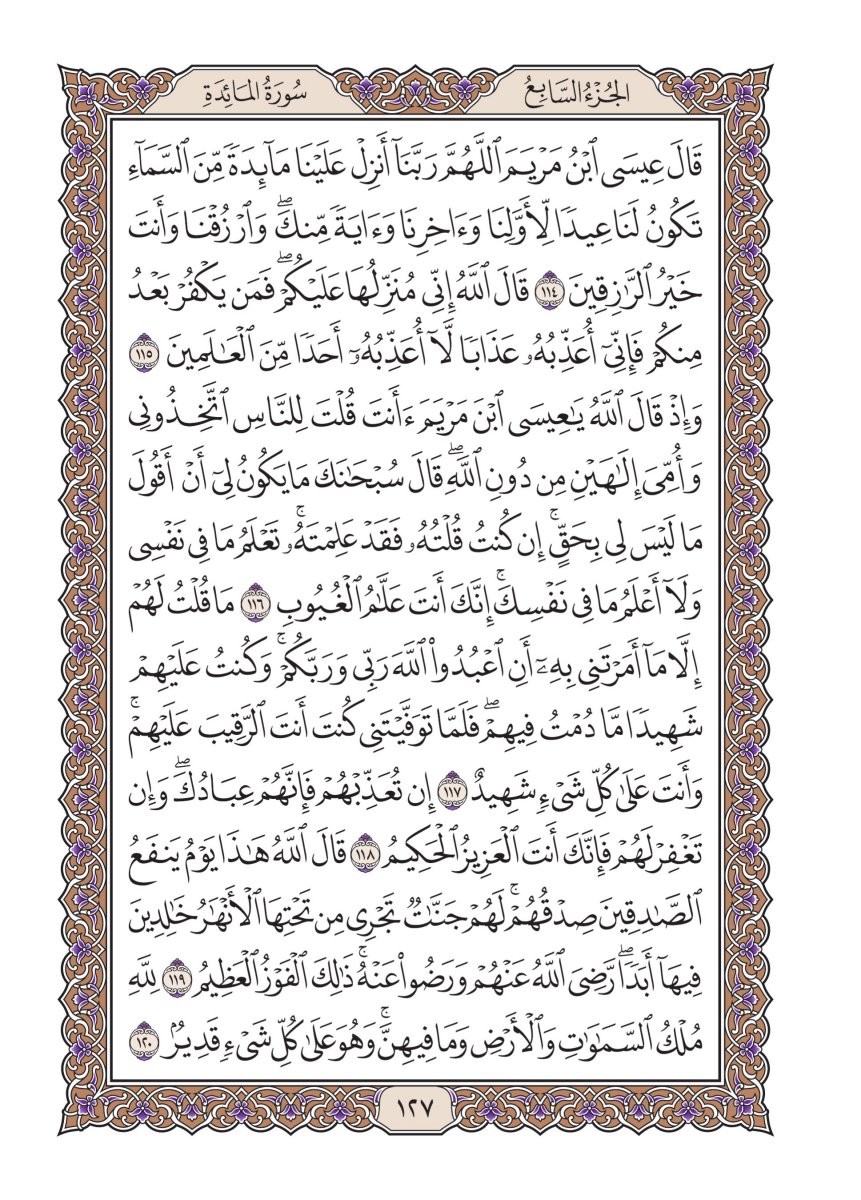 الجُزْءُ السَّابِعُ
سُورَةُ المَائِدَةِ
قَالَ عِيسَى ٱبْنُ مَرْيَمَ ٱللَّهُمَّ رَبَّنَآ أَنزِلْ عَلَيْنَا مَآئِدَةً مِّنَ ٱلسَّمَآءِ
تَكُونُ لَنَا عِيدًا لِّأَوَّلِنَا وَءَاخِرِنَا وَءَايَةً مِّنكَۖ وَٱرْزُقْنَا وَأَنتَ
خَيْرُ ٱلرَّٰزِقِينَ ١١٤ قَالَ ٱللَّهُ إِنِّي مُنَزِّلُهَا عَلَيْكُمْۖ فَمَن يَكْفُرْ بَعْدُ
مِنكُمْ فَإِنِّيٓ أُعَذِّبُهُۥ عَذَابًا لَّآ أُعَذِّبُهُۥٓ أَحَدًا مِّنَ ٱلْعَٰلَمِينَ ١١٥
وَإِذْ قَالَ ٱللَّهُ يَٰعِيسَى ٱبْنَ مَرْيَمَ ءَأَنتَ قُلْتَ لِلنَّاسِ ٱتَّخِذُونِي
وَأُمِّيَ إِلَٰهَيْنِ مِن دُونِ ٱللَّهِۖ قَالَ سُبْحَٰنَكَ مَا يَكُونُ لِيٓ أَنْ أَقُولَ
مَا لَيْسَ لِي بِحَقٍّۚ إِن كُنتُ قُلْتُهُۥ فَقَدْ عَلِمْتَهُۥۚ تَعْلَمُ مَا فِي نَفْسِي
وَلَآ أَعْلَمُ مَا فِي نَفْسِكَۚ إِنَّكَ أَنتَ عَلَّٰمُ ٱلْغُيُوبِ ١١٦ مَا قُلْتُ لَهُمْ
إِلَّا مَآ أَمَرْتَنِي بِهِۦٓ أَنِ ٱعْبُدُوا۟ ٱللَّهَ رَبِّي وَرَبَّكُمْۚ وَكُنتُ عَلَيْهِمْ
شَهِيدًا مَّا دُمْتُ فِيهِمْۖ فَلَمَّا تَوَفَّيْتَنِي كُنتَ أَنتَ ٱلرَّقِيبَ عَلَيْهِمْۚ
وَأَنتَ عَلَىٰ كُلِّ شَيْءٍ شَهِيدٌ ١١٧ إِن تُعَذِّبْهُمْ فَإِنَّهُمْ عِبَادُكَۖ وَإِن
تَغْفِرْ لَهُمْ فَإِنَّكَ أَنتَ ٱلْعَزِيزُ ٱلْحَكِيمُ ١١٨ قَالَ ٱللَّهُ هَٰذَا يَوْمُ يَنفَعُ
ٱلصَّٰدِقِينَ صِدْقُهُمْۚ لَهُمْ جَنَّٰتٌ تَجْرِي مِن تَحْتِهَا ٱلْأَنْهَٰرُ خَٰلِدِينَ
فِيهَآ أَبَدًاۖ رَّضِيَ ٱللَّهُ عَنْهُمْ وَرَضُوا۟ عَنْهُۚ ذَٰلِكَ ٱلْفَوْزُ ٱلْعَظِيمُ ١١٩ لِلَّهِ
مُلْكُ ٱلسَّمَٰوَٰتِ وَٱلْأَرْضِ وَمَا فِيهِنَّۚ وَهُوَ عَلَىٰ كُلِّ شَيْءٍ قَدِيرٌۢ ١٢٠
١٢٧